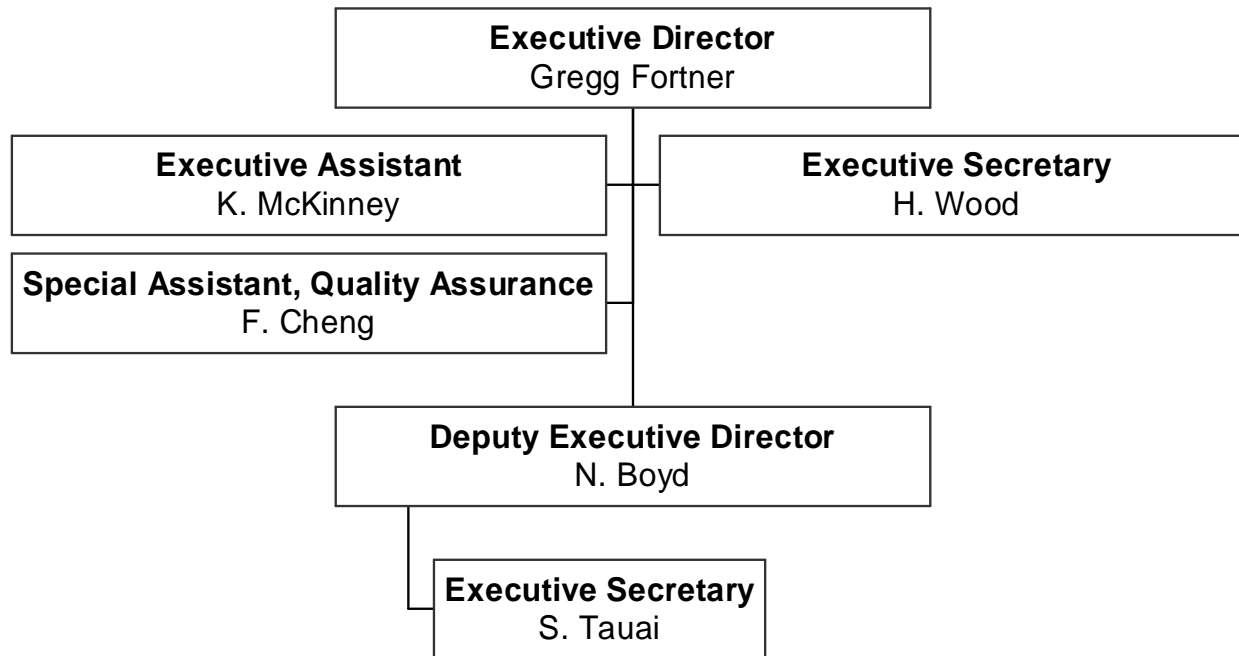 Executive Director
Gregg Fortner
Executive Assistant
K. McKinney
Executive Secretary
H. Wood
Special Assistant, Quality Assurance
F. Cheng
Deputy Executive Director
N. Boyd
Executive Secretary
S. Tauai